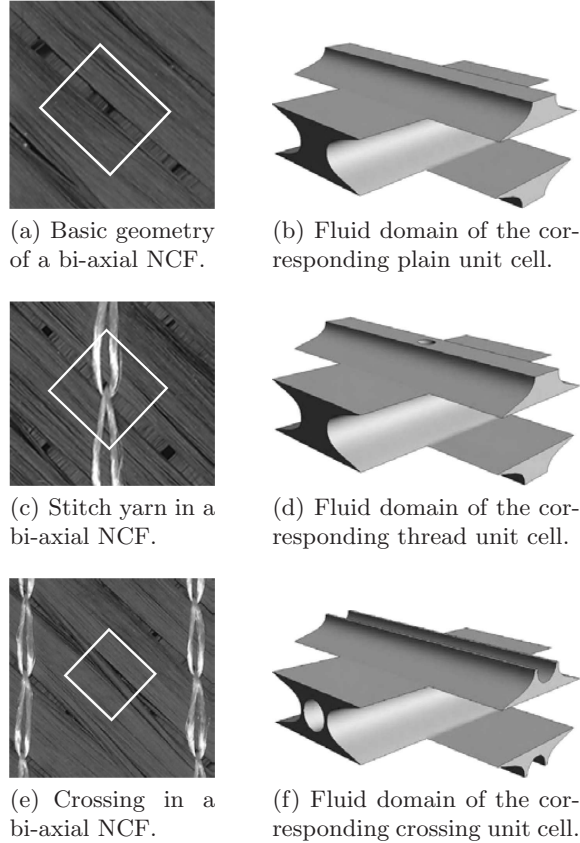 (a) Basic geometry
of a bi-axial NCF.
(b) Fluid domain of the cor-
responding plain unit cell.
(c) Stitch yarn in a
bi-axial NCF.
(d) Fluid domain of the cor-
responding thread unit cell.
(e) Crossing in a
bi-axial NCF.
(f) Fluid domain of the cor-
responding crossing unit cell.